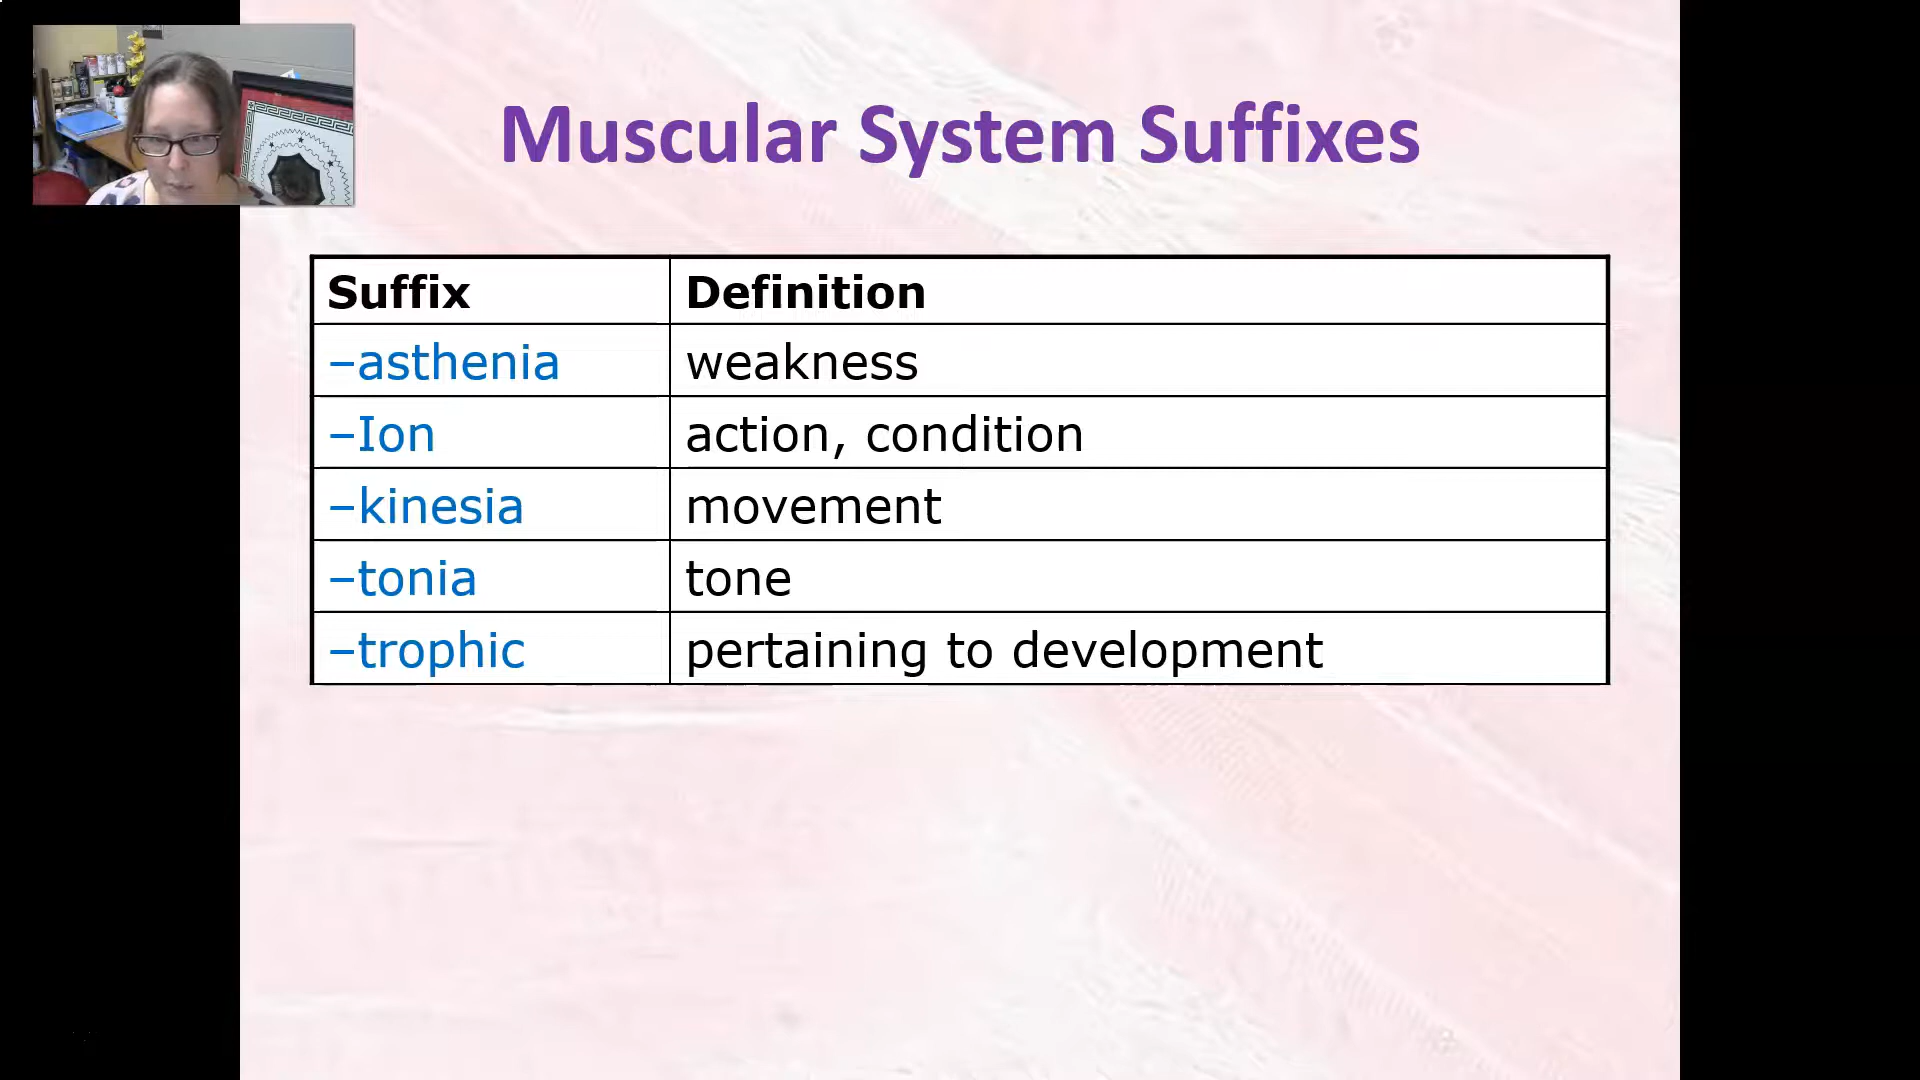 Muscular System Suffixes
Suffix Definition
–asthenia weakness
–Ion action, condition
–kinesia movement
–tonia tone
–trophic pertaining to development